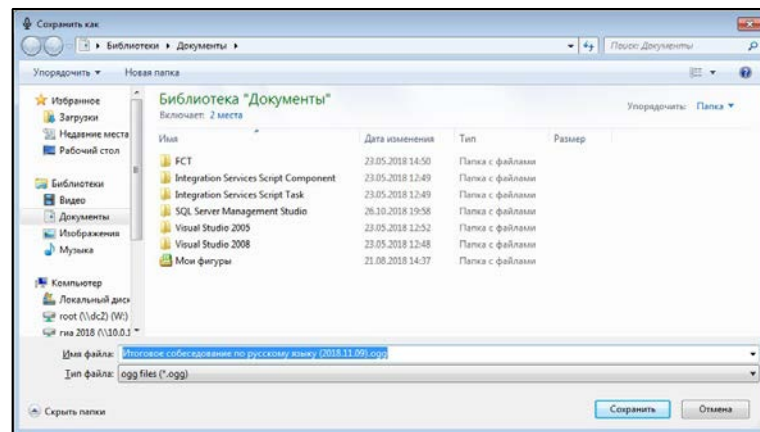 Сохранить как
Библиотеки ▸ Документы ▸
Поиск: Документы
Упорядочить ▼ Новая папка
Избранное
Загрузки
Недавние места
Рабочий стол
Библиотеки
Видео
Документы
Изображения
Музыка
Компьютер
Локальный диск
root (\\dc2) (W:)
гиа 2018 (\\10.0.1
Библиотека "Документы"
Включает: 2 места
Упорядочить: Папка ▼
Имя Дата изменения Тип Размер
FCT 23.05.2018 14:50 Папка с файлами
Integration Services Script Component 23.05.2018 12:49 Папка с файлами
Integration Services Script Task 23.05.2018 12:49 Папка с файлами
SQL Server Management Studio 26.10.2018 19:58 Папка с файлами
Visual Studio 2005 23.05.2018 12:52 Папка с файлами
Visual Studio 2008 23.05.2018 12:48 Папка с файлами
Мои фигуры 21.08.2018 14:37 Папка с файлами
Имя файла: Итоговое собеседование по русскому языку (2018.11.09).ogg
Тип файла: ogg files (*.ogg)
Скрыть папки
Сохранить Отмена